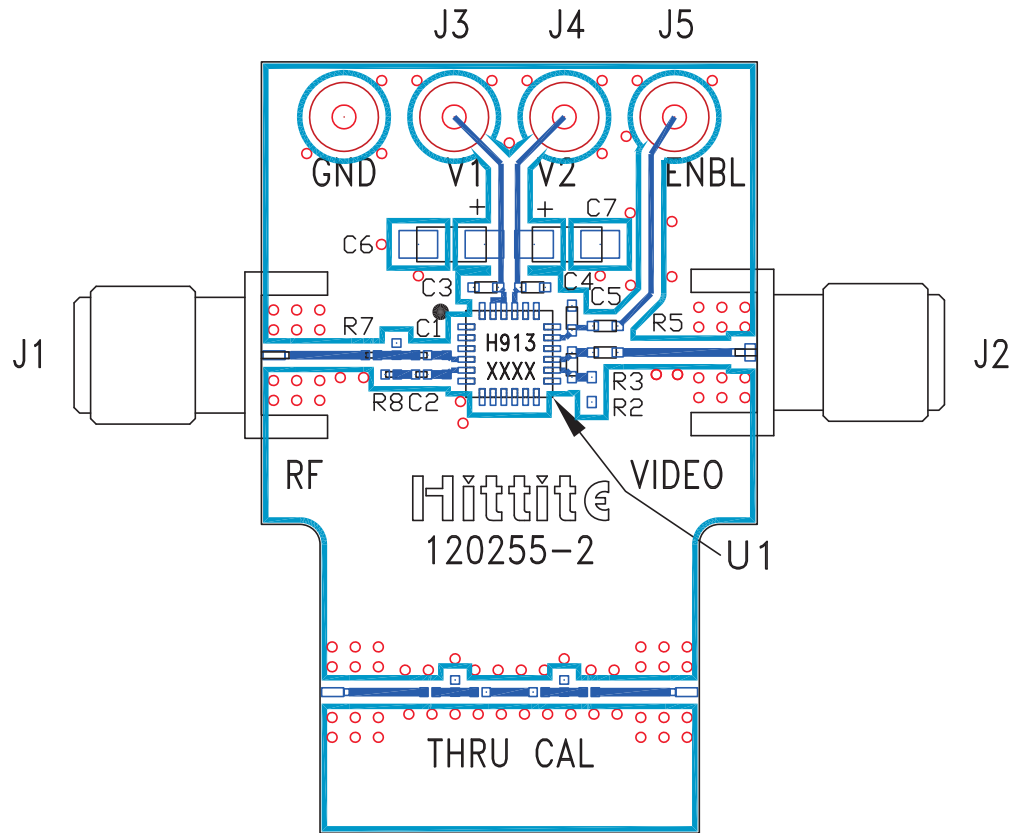 J3 J4 J5
GND V1 V2 ENBL
+ + C7
C6
C3 C4
C5
R7 C1 R5
H913
J1 XXXX J2
R3
R8 C2 R2
RF VIDEO
Hittite
120255-2
U1
THRU CAL